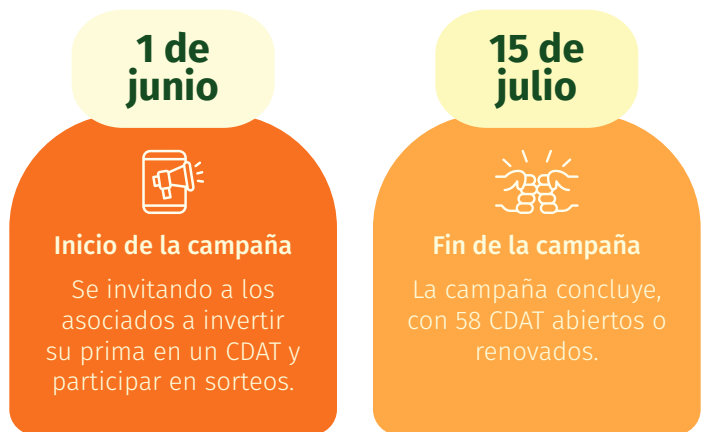 1 de
junio
Inicio de la campaña
Se invitando a los
asociados a invertir
su prima en un CDAT y
participar en sorteos.
15 de
julio
Fin de la campaña
La campaña concluye,
con 58 CDAT abiertos o
renovados.